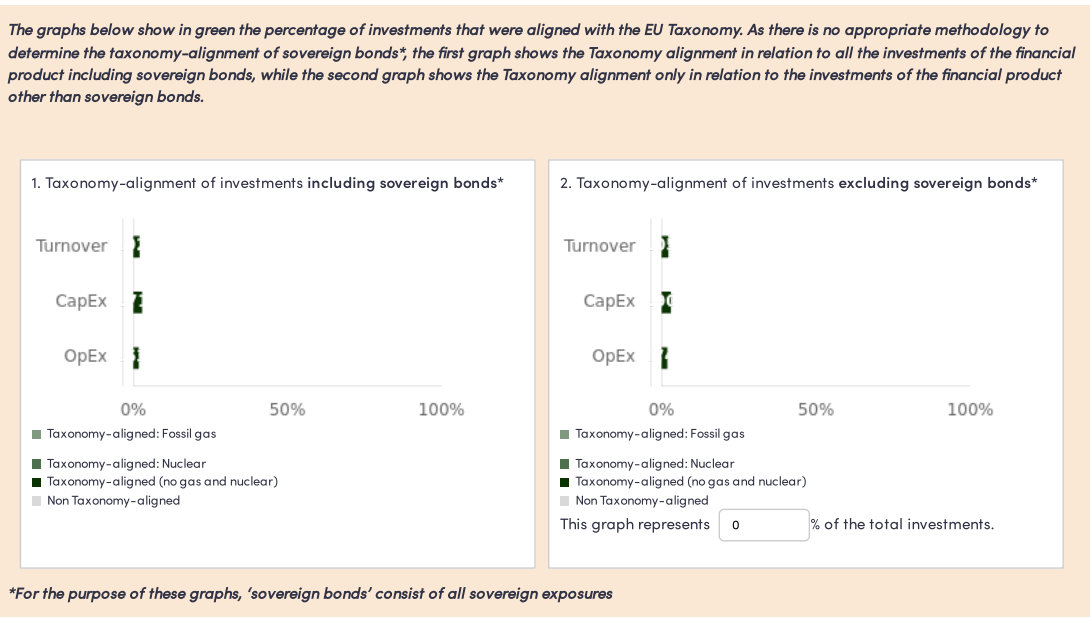 The graphs below show in green the percentage of investments that were aligned with the EU Taxonomy. As there is no appropriate methodology to
determine the taxonomy-alignment of sovereign bonds*, the first graph shows the Taxonomy alignment in relation to all the investments of the financial
product including sovereign bonds, while the second graph shows the Taxonomy alignment only in relation to the investments of the financial product
other than sovereign bonds.
1. Taxonomy-alignment of investments including sovereign bonds*
Turnover
CapEx
OpEx
0% 50% 100%
Taxonomy-aligned: Fossil gas
Taxonomy-aligned: Nuclear
Taxonomy-aligned (no gas and nuclear)
Non Taxonomy-aligned
2. Taxonomy-alignment of investments excluding sovereign bonds*
Turnover
CapEx
OpEx
0% 50% 100%
Taxonomy-aligned: Fossil gas
Taxonomy-aligned: Nuclear
Taxonomy-aligned (no gas and nuclear)
Non Taxonomy-aligned
This graph represents 0 % of the total investments.
*For the purpose of these graphs, ‘sovereign bonds’ consist of all sovereign exposures